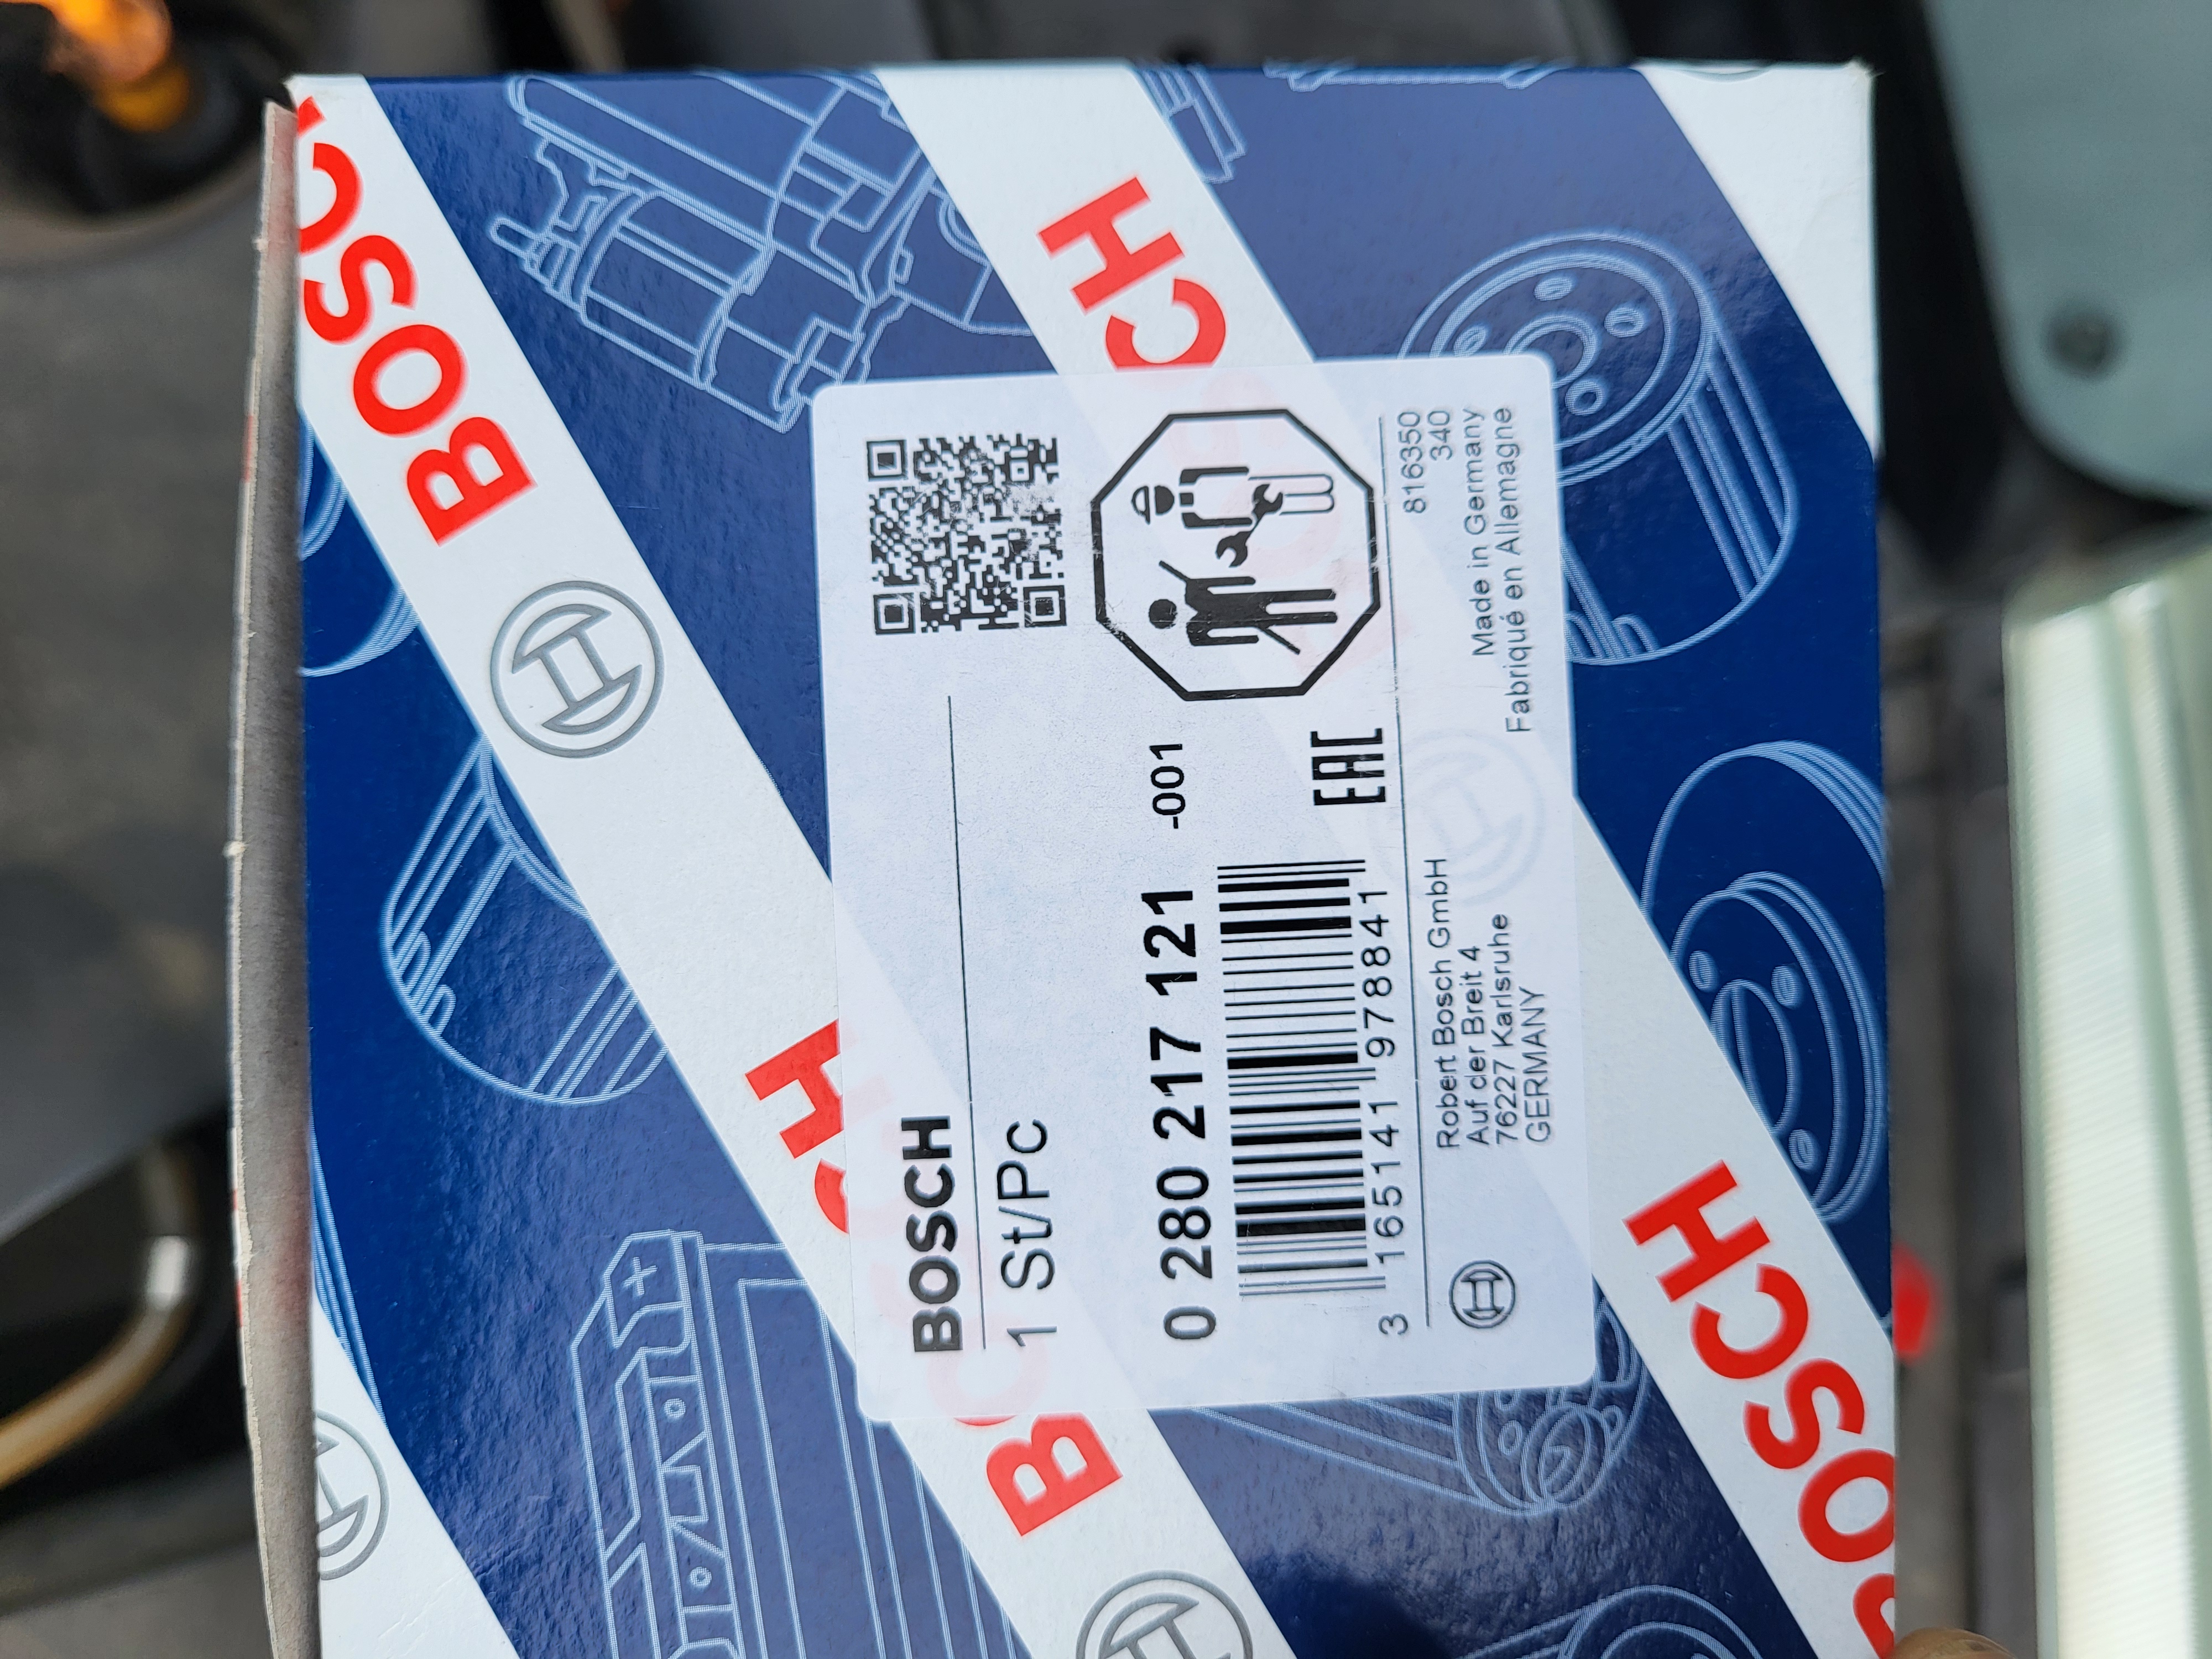 BOSCH
BOSCH
BOSCH
BOSCH
BOSCH
1 St/Pc
0 280 217 121 -001
3 165141 978841
EAC
Robert Bosch GmbH
Auf der Breit 4
76227 Karlsruhe
GERMANY
816350
340
Made in Germany
Fabriqué en Allemagne